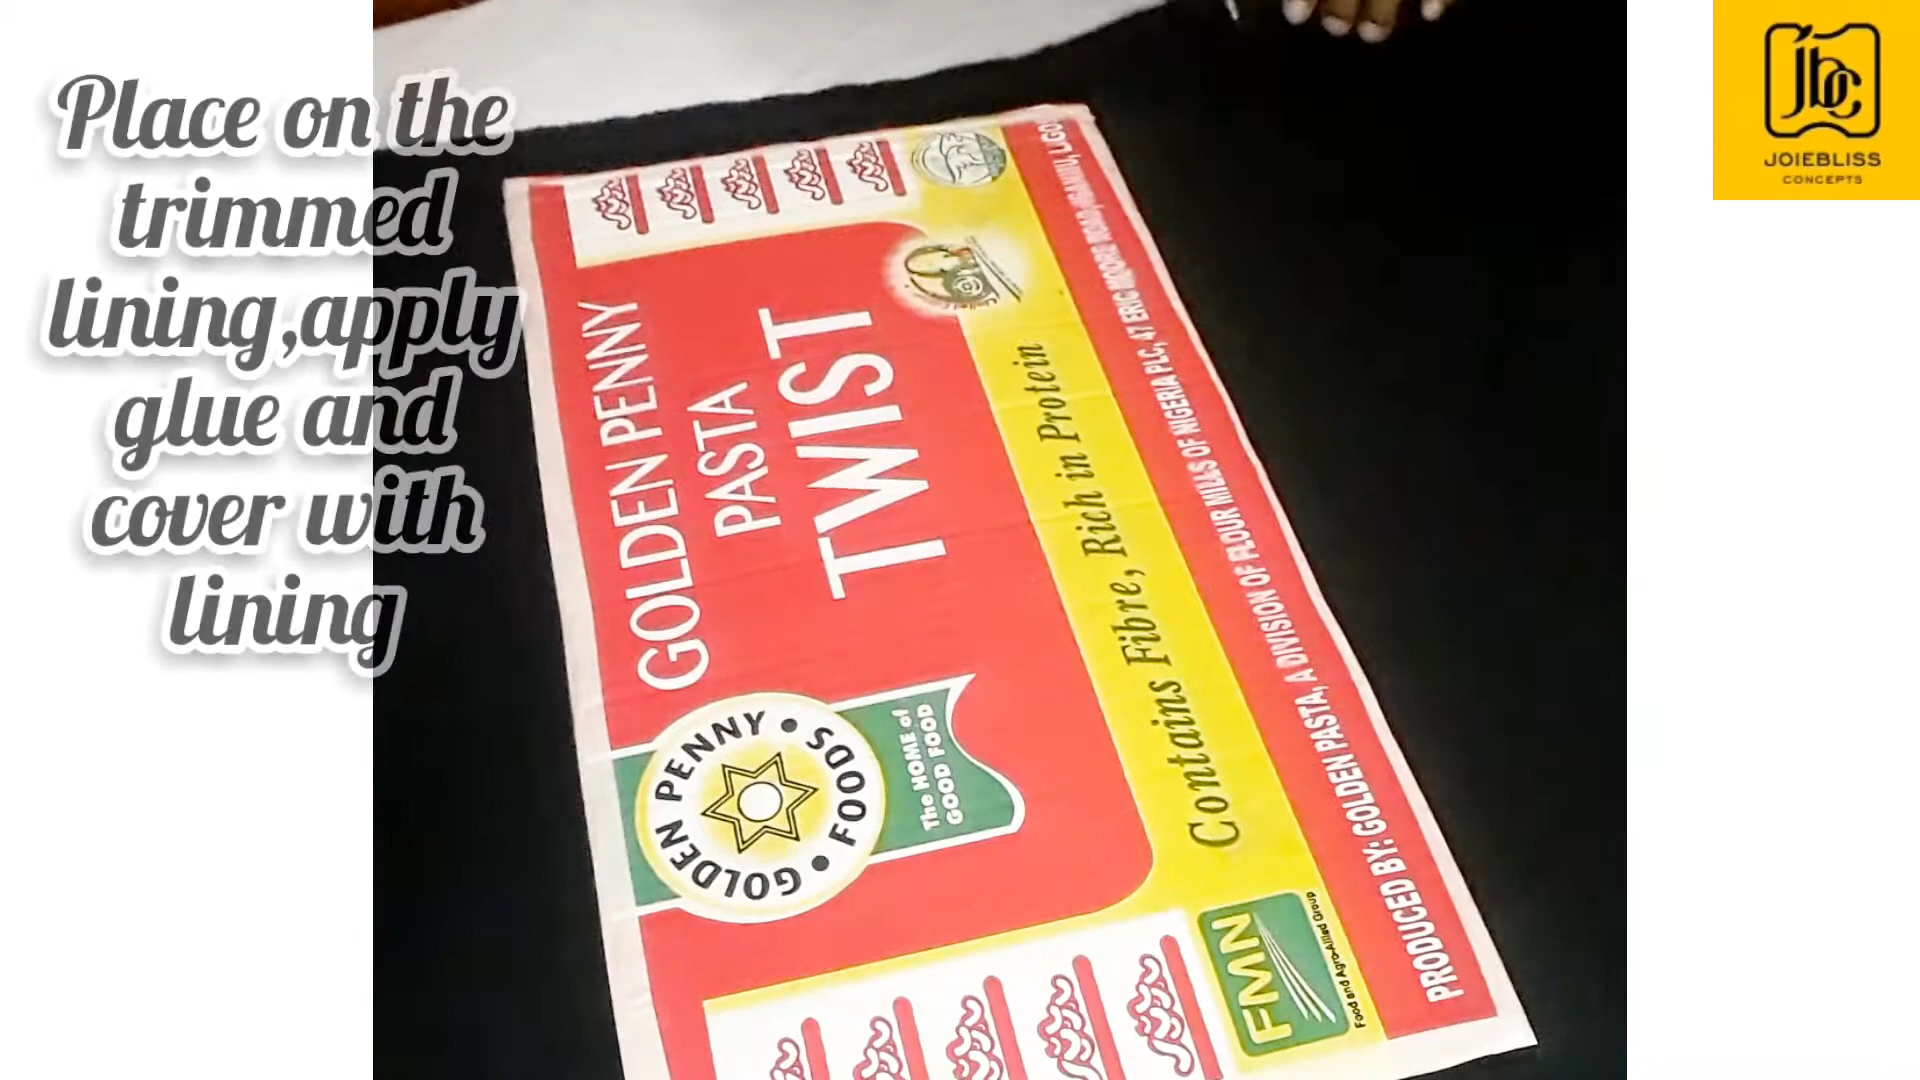 Place on the
trimmed
lining,apply
glue and
cover with
lining
jbc
JOIEBLISS
CONCEPTS
GOLDEN PENNY
PASTA
TWIST
GOLDEN PENNY • FOODS •
The HOME of
GOOD FOOD
Contains Fibre, Rich in Protein
FMN
Food and Agro-Allied Group
PRODUCED BY: GOLDEN PASTA, A DIVISION OF FLOUR MILLS OF NIGERIA PLC, 47 ERIC MOORE ROAD,